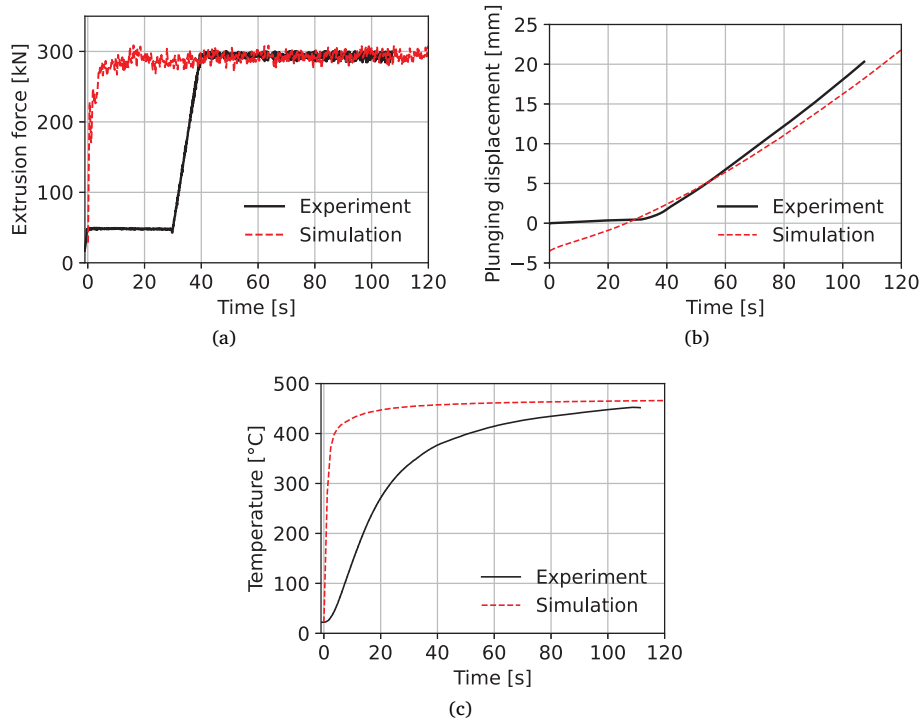 Extrusion force [kN]
400
300
200
100
0
Experiment
Simulation
0 20 40 60 80 100 120
Time [s]
(a)
Plunging displacement [mm]
25
20
15
10
5
0
−5
Experiment
Simulation
0 20 40 60 80 100 120
Time [s]
(b)
Temperature [°C]
500
400
300
200
100
0
Experiment
Simulation
0 20 40 60 80 100 120
Time [s]
(c)